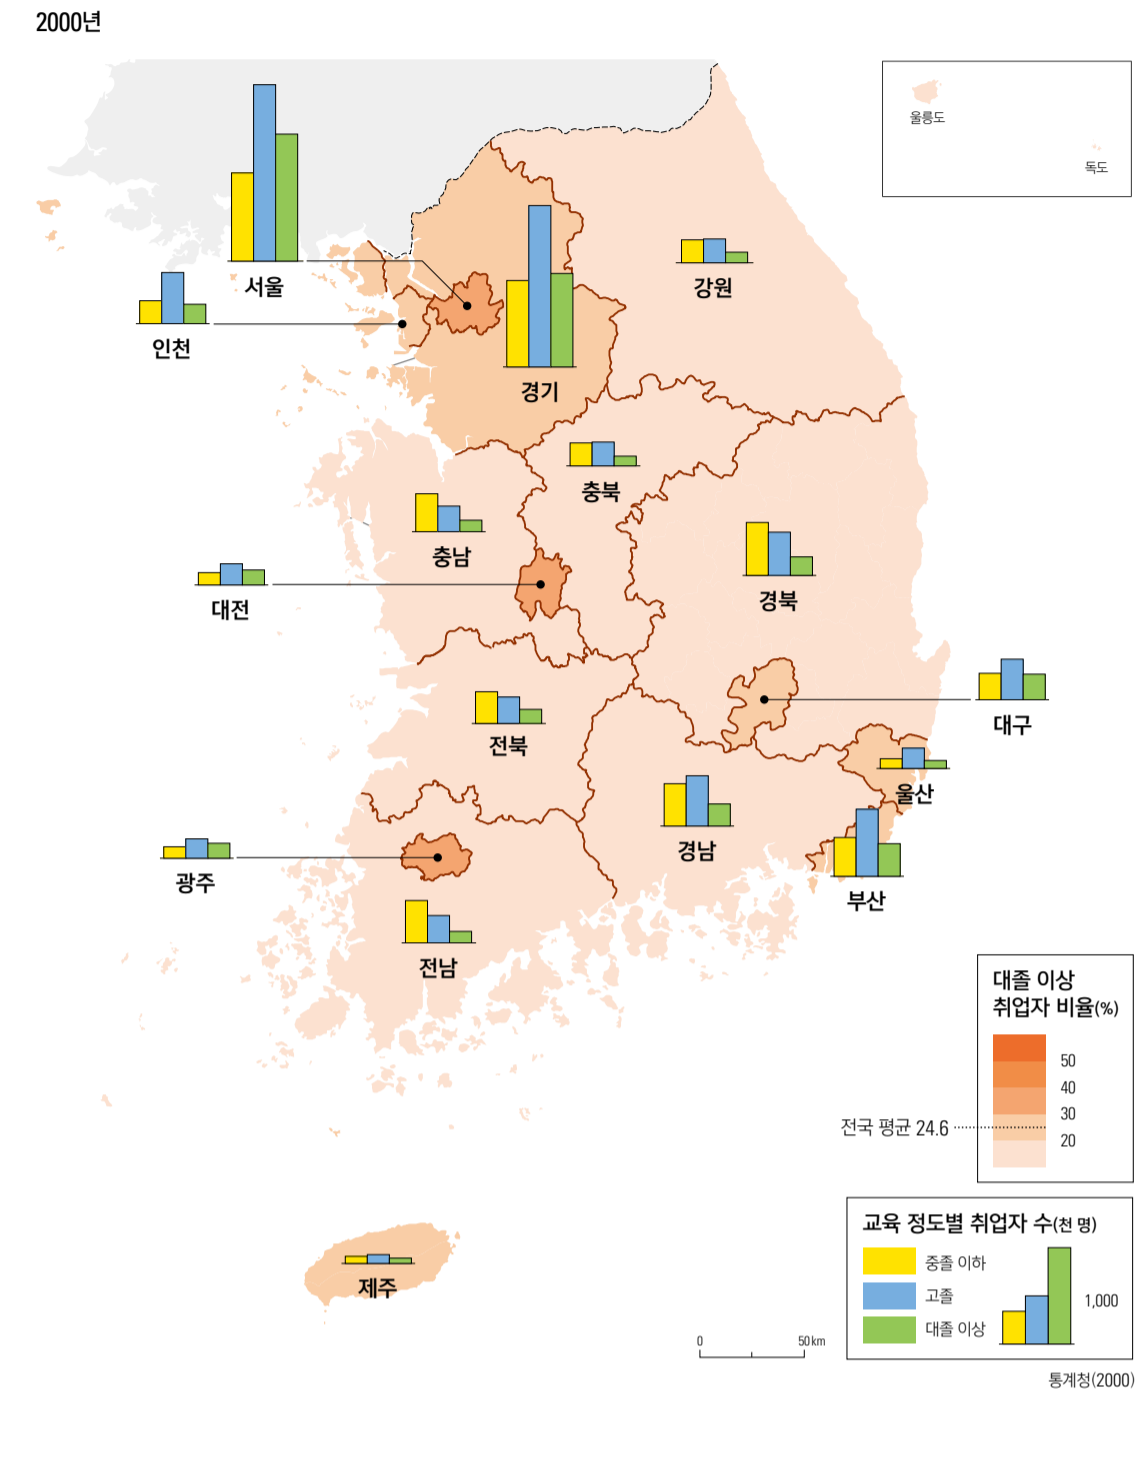 2000년
울릉도
독도
서울
강원
인천
경기
충북
충남
경북
대전
대구
전북
울산
경남
광주
부산
전남
대졸 이상
취업자 비율(%)
50
40
30
전국 평균 24.6
20
교육 정도별 취업자 수(천 명)
중졸 이하
고졸
1,000
대졸 이상
제주
0
50km
통계청(2000)